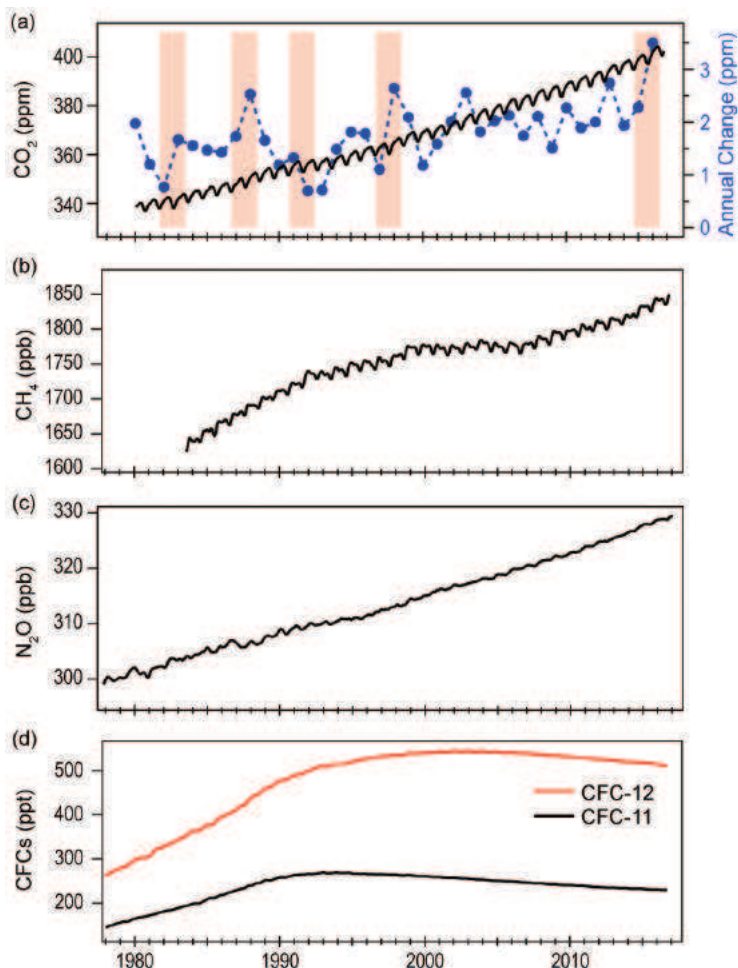 (a)
CO2 (ppm)
400
380
360
340
3
2
1
0
Annual Change (ppm)
(b)
CH4 (ppb)
1850
1800
1750
1700
1650
1600
(c)
N2O (ppb)
330
320
310
300
(d)
CFCs (ppt)
500
400
300
200
CFC-12
CFC-11
1980
1990
2000
2010